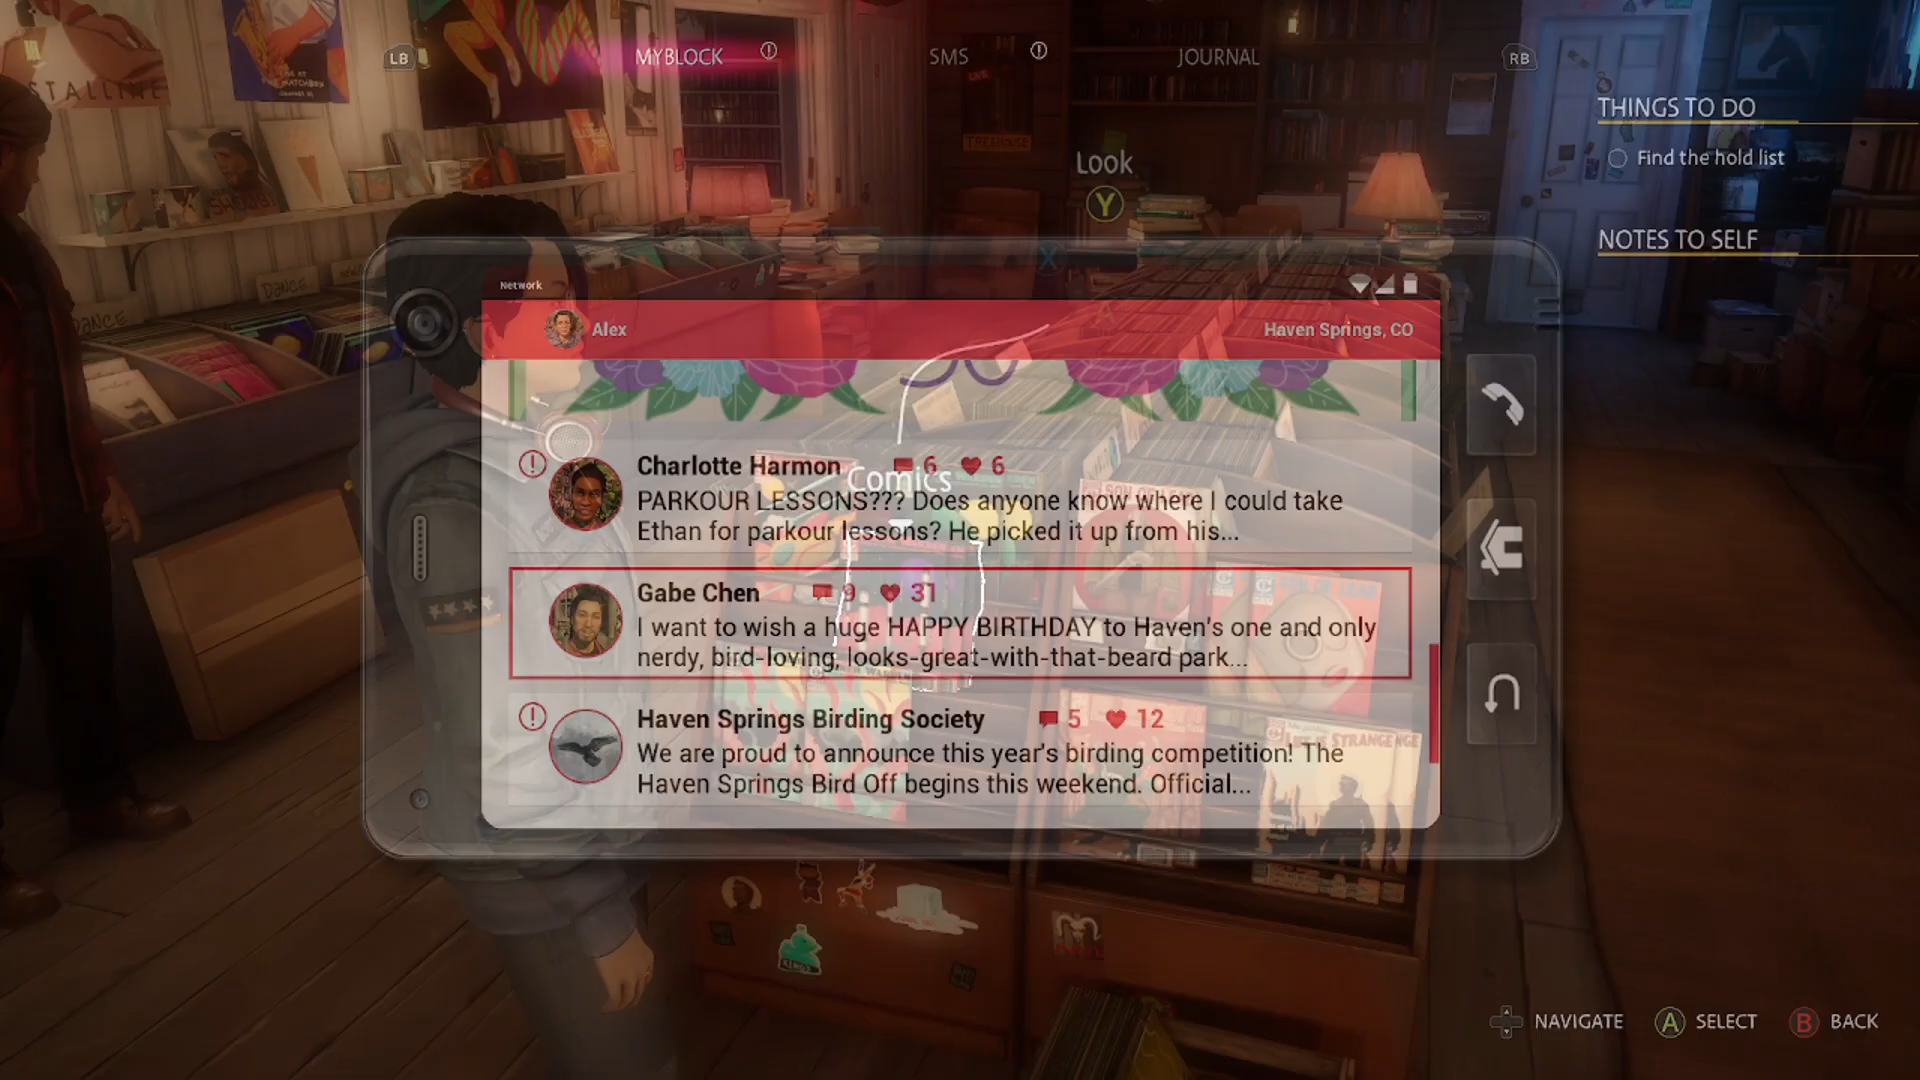 STALLINE
LB
MYBLOCK
SMS
JOURNAL
RB
THINGS TO DO
Find the hold list
NOTES TO SELF
Look
Y
DANCE
DANCE
Network
Alex
Haven Springs, CO
Charlotte Harmon 6 6
Comics
PARKOUR LESSONS??? Does anyone know where I could take
Ethan for parkour lessons? He picked it up from his...
Gabe Chen 9 31
I want to wish a huge HAPPY BIRTHDAY to Haven's one and only
nerdy, bird-loving, looks-great-with-that-beard park...
Haven Springs Birding Society 5 12
We are proud to announce this year's birding competition! The
Haven Springs Bird Off begins this weekend. Official...
KINGS
NAVIGATE
A SELECT
B BACK